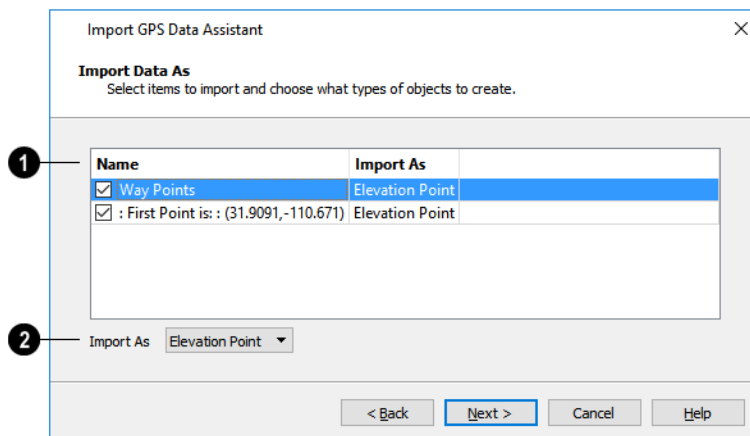 Import GPS Data Assistant
Import Data As
Select items to import and choose what types of objects to create.
1
Name Import As
Way Points Elevation Point
: First Point is: : (31.9091,-110.671) Elevation Point
2
Import As Elevation Point
< Back Next > Cancel Help